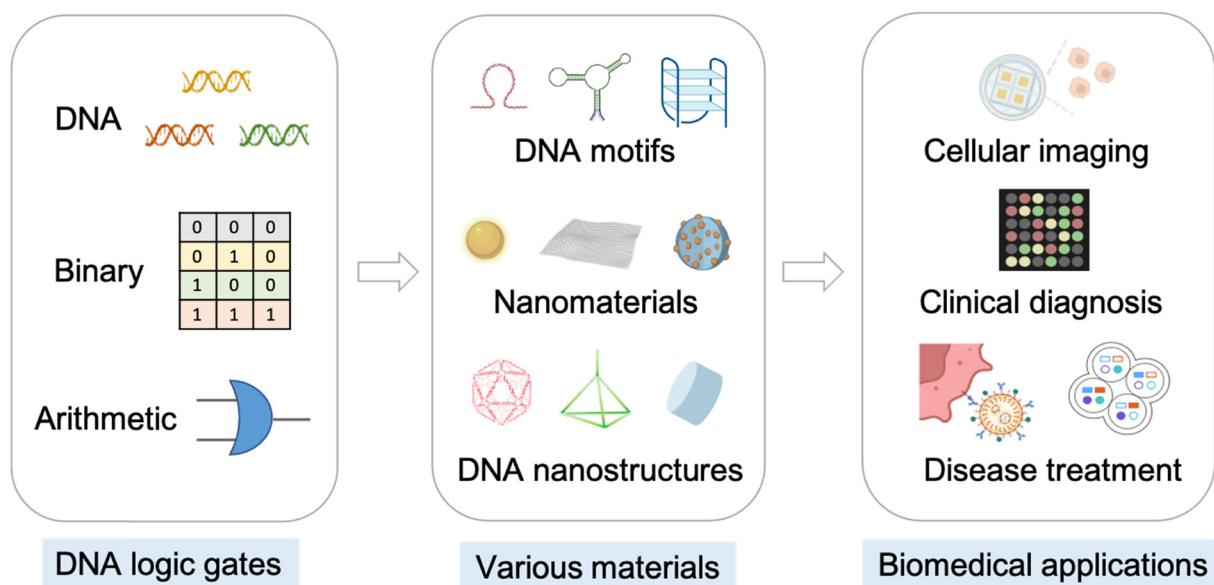 DNA
Binary
0 0 0
0 1 0
1 0 0
1 1 1
Arithmetic
DNA logic gates
DNA motifs
Nanomaterials
DNA nanostructures
Various materials
Cellular imaging
Clinical diagnosis
Disease treatment
Biomedical applications